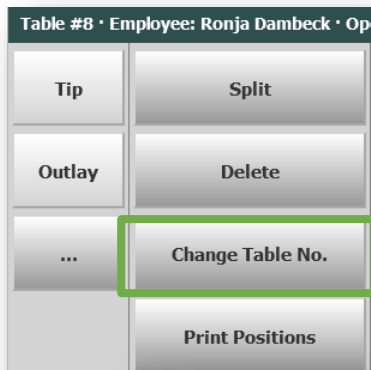 Table #8 · Employee: Ronja Dambeck · Op
Tip
Split
Outlay
Delete
...
Change Table No.
Print Positions